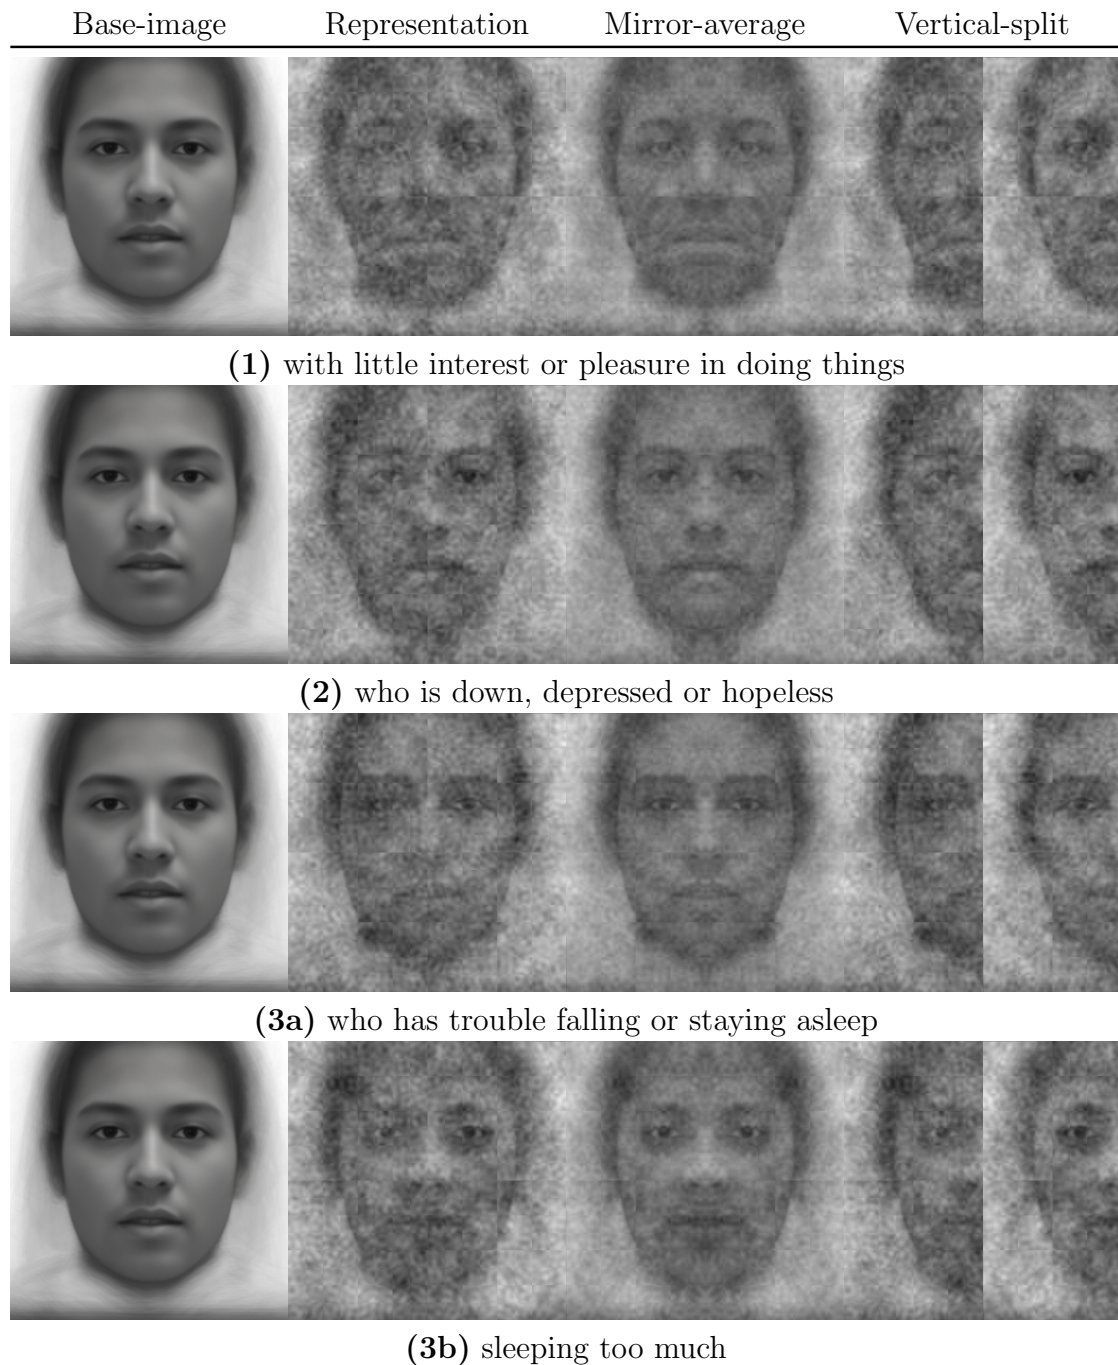 Base-image Representation Mirror-average Vertical-split
(1) with little interest or pleasure in doing things
(2) who is down, depressed or hopeless
(3a) who has trouble falling or staying asleep
(3b) sleeping too much